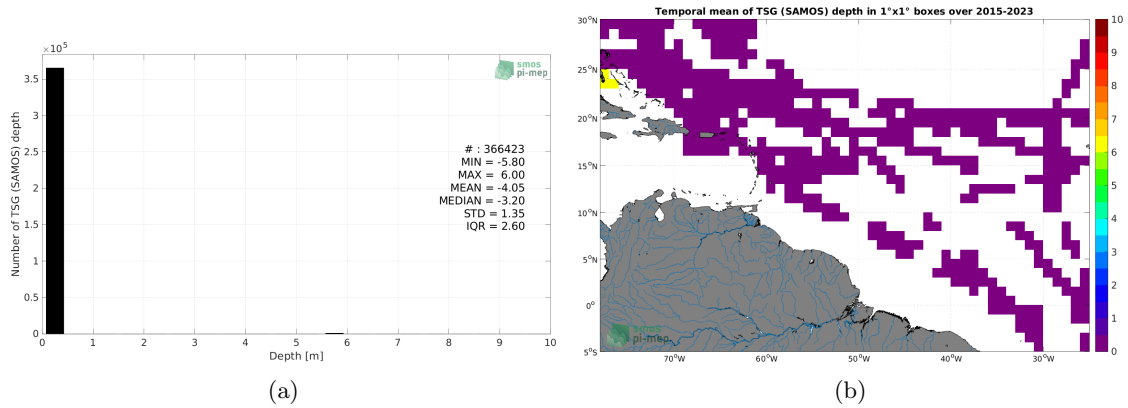 ×10⁵
3.5
3
2.5
2
1.5
1
0.5
0
Number of TSG (SAMOS) depth
0 1 2 3 4 5 6 7 8 9 10
Depth [m]
smos
pi-mep
# : 366423
MIN = -5.80
MAX = 6.00
MEAN = -4.05
MEDIAN = -3.20
STD = 1.35
IQR = 2.60
(a)
Temporal mean of TSG (SAMOS) depth in 1°x1° boxes over 2015-2023
30°N
25°N
20°N
15°N
10°N
5°N
0°
5°S
70°W 60°W 50°W 40°W 30°W
smos
pi-mep
10
9
8
7
6
5
4
3
2
1
0
(b)